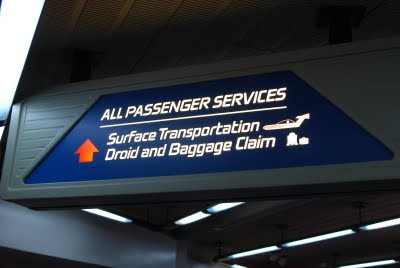 ALL PASSENGER SERVICES
Surface Transportation
Droid and Baggage Claim